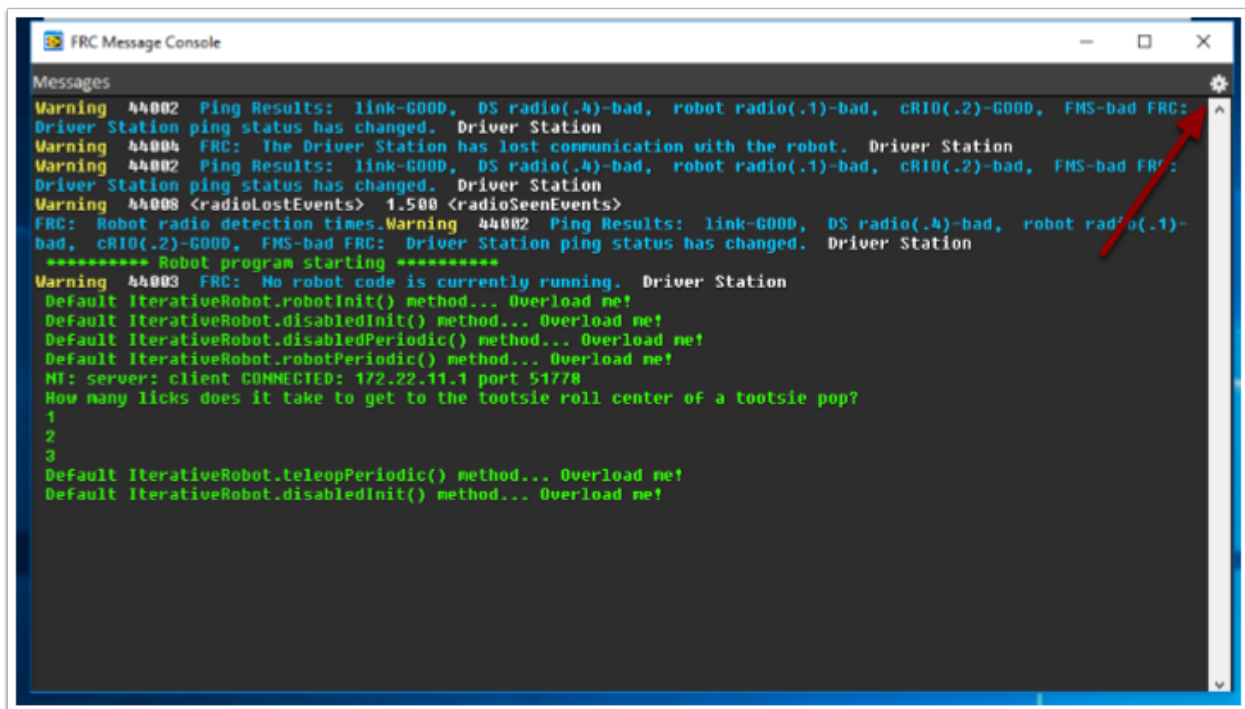 FRC Message Console
Messages
Warning 44002 Ping Results: link-GOOD, DS radio(.4)-bad, robot radio(.1)-bad, cRIO(.2)-GOOD, FMS-bad FRC:
Driver Station ping status has changed. Driver Station
Warning 44004 FRC: The Driver Station has lost communication with the robot. Driver Station
Warning 44002 Ping Results: link-GOOD, DS radio(.4)-bad, robot radio(.1)-bad, cRIO(.2)-bad, FMS-bad FRC:
Driver Station ping status has changed. Driver Station
Warning 44008 <radioLostEvents> 1.500 <radioSeenEvents>
FRC: Robot radio detection times.Warning 44002 Ping Results: link-GOOD, DS radio(.4)-bad, robot radio(.1)-
bad, cRIO(.2)-GOOD, FMS-bad FRC: Driver Station ping status has changed. Driver Station
********** Robot program starting **********
Warning 44003 FRC: No robot code is currently running. Driver Station
Default IterativeRobot.robotInit() method... Overload me!
Default IterativeRobot.disabledInit() method... Overload me!
Default IterativeRobot.disabledPeriodic() method... Overload me!
Default IterativeRobot.robotPeriodic() method... Overload me!
NT: server: client CONNECTED: 172.22.11.1 port 51778
How many licks does it take to get to the tootsie roll center of a tootsie pop?
1
2
3
Default IterativeRobot.teleopPeriodic() method... Overload me!
Default IterativeRobot.disabledInit() method... Overload me!